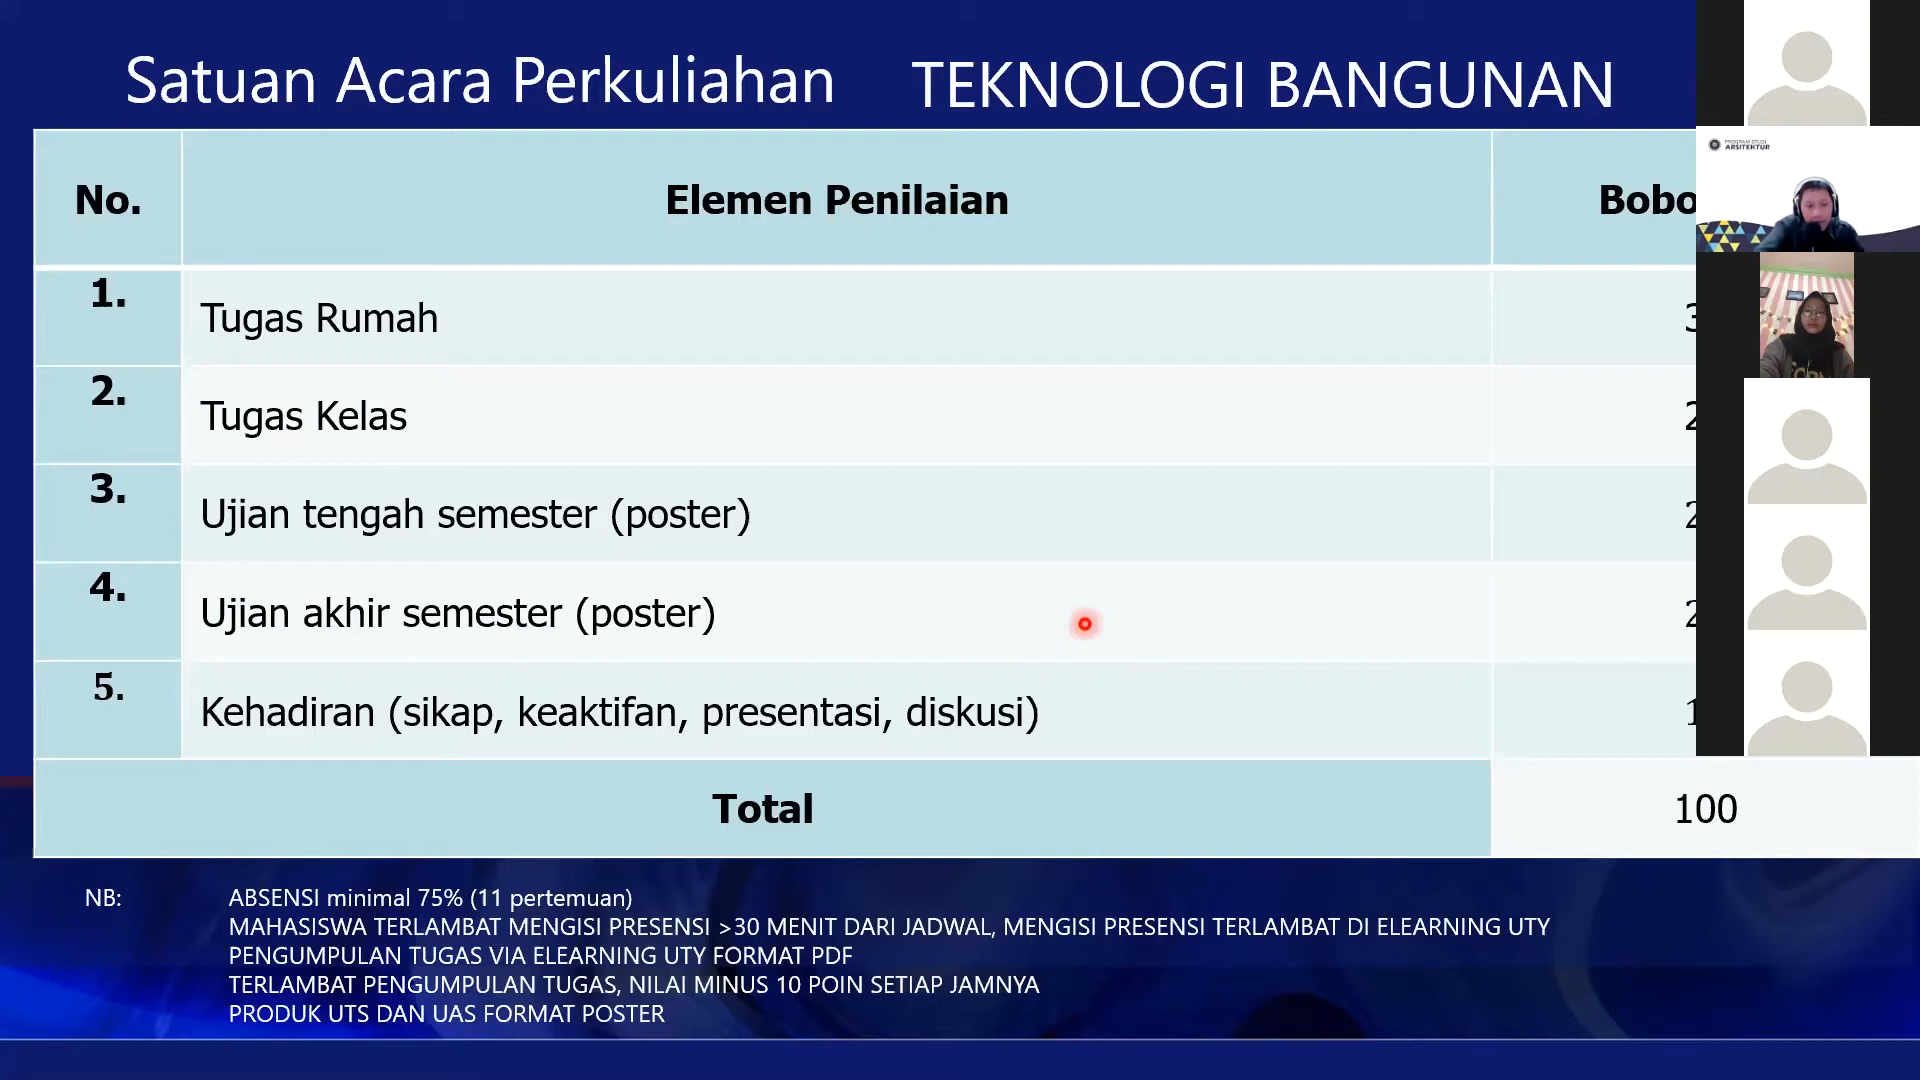 Satuan Acara Perkuliahan TEKNOLOGI BANGUNAN
No. Elemen Penilaian
1. Tugas Rumah
2. Tugas Kelas
3. Ujian tengah semester (poster)
4. Ujian akhir semester (poster)
5. Kehadiran (sikap, keaktifan, presentasi, diskusi)
Total 100
NB: ABSENSI minimal 75% (11 pertemuan)
MAHASISWA TERLAMBAT MENGISI PRESENSI >30 MENIT DARI JADWAL, MENGISI PRESENSI TERLAMBAT DI ELEARNING UTY
PENGUMPULAN TUGAS VIA ELEARNING UTY FORMAT PDF
TERLAMBAT PENGUMPULAN TUGAS, NILAI MINUS 10 POIN SETIAP JAMNYA
PRODUK UTS DAN UAS FORMAT POSTER
PROGRAM STUDI
ARSITEKTUR